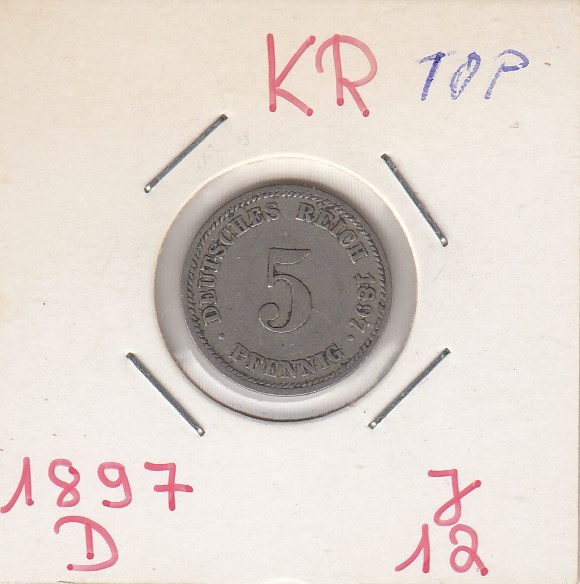 KR TOP
DEUTSCHES REICH 1897
5
PFENNIG
1897 J
D 12